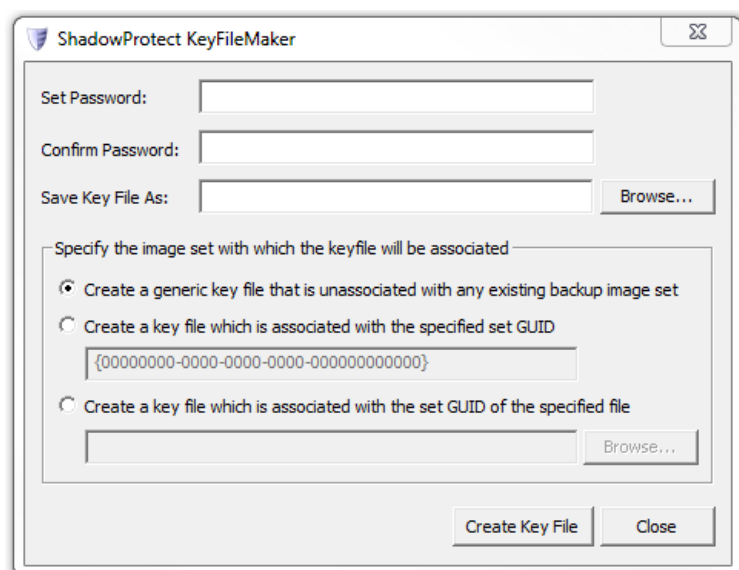 ShadowProtect KeyFileMaker
Set Password:
Confirm Password:
Save Key File As:
Browse...
Specify the image set with which the keyfile will be associated
Create a generic key file that is unassociated with any existing backup image set
Create a key file which is associated with the specified set GUID
{00000000-0000-0000-0000-000000000000}
Create a key file which is associated with the set GUID of the specified file
Browse...
Create Key File
Close